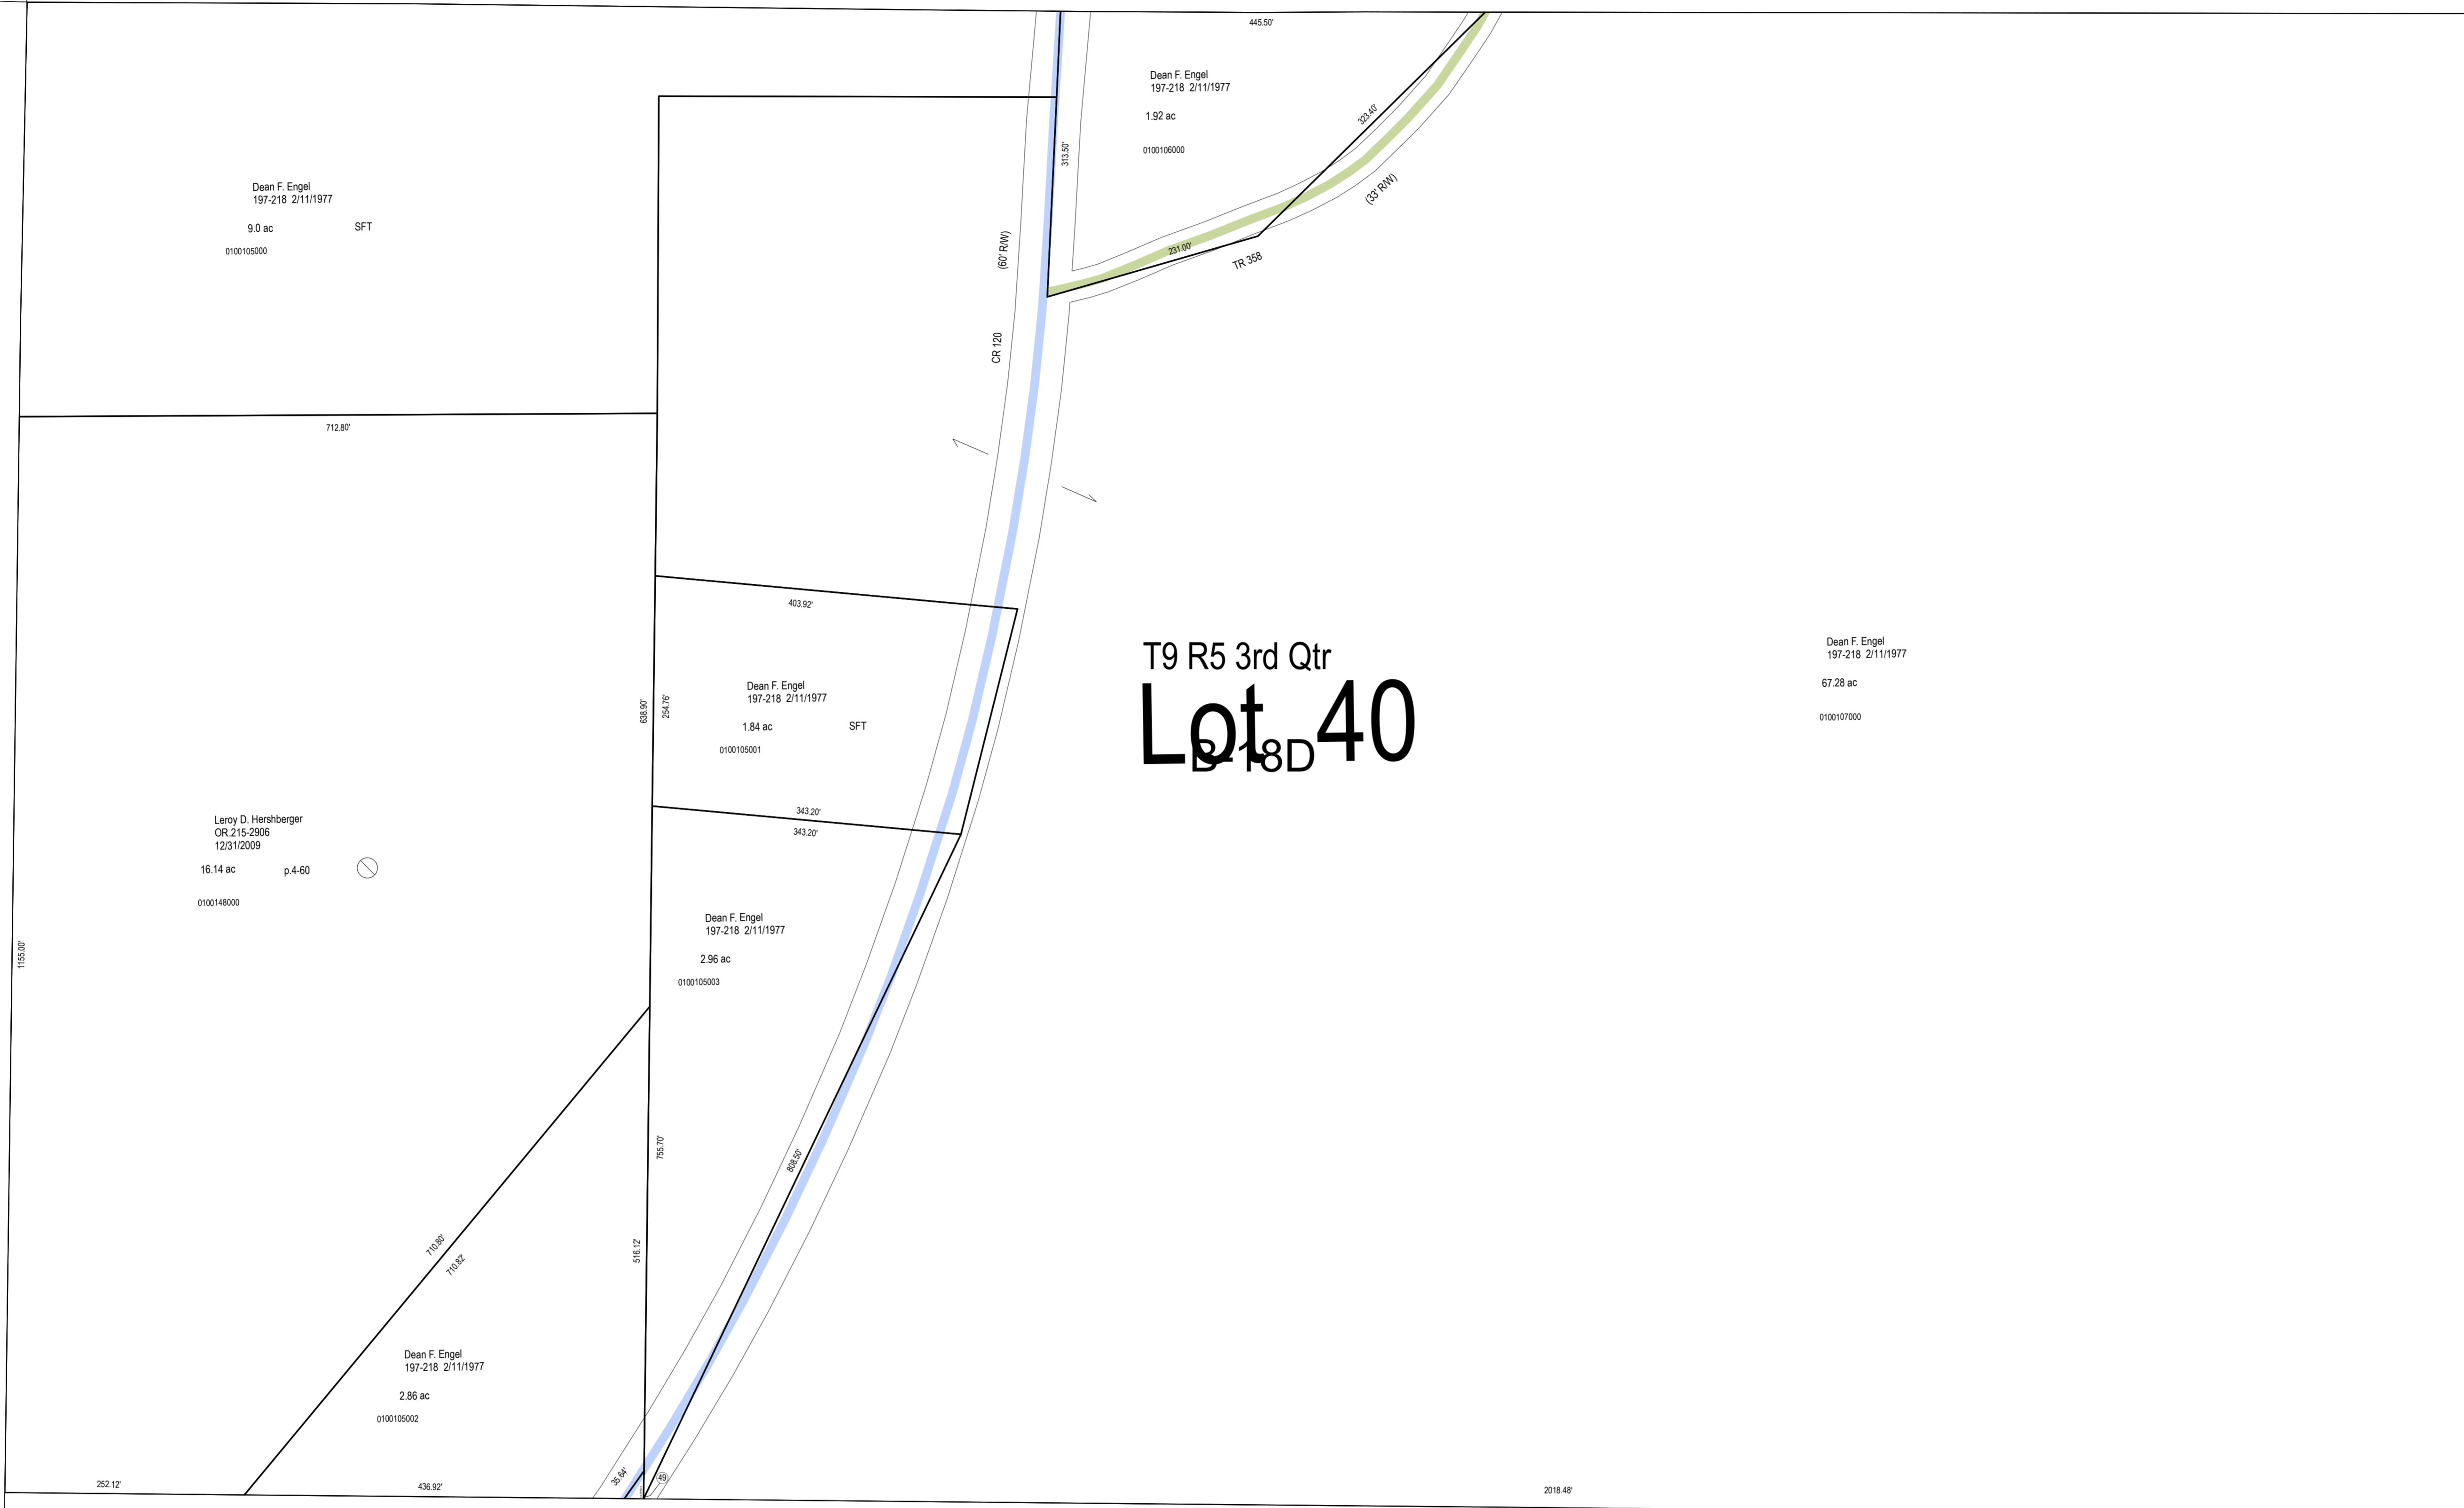 445.50'
Dean F. Engel
197-218 2/11/1977
1.92 ac
0100106000
323.40'
313.50'
(33' R/W)
231.00'
TR 358
Dean F. Engel
197-218 2/11/1977
9.0 ac SFT
0100105000
(60' R/W)
CR 120
712.80'
403.92'
T9 R5 3rd Qtr
Lot 40
B-18D
Dean F. Engel
197-218 2/11/1977
67.28 ac
0100107000
638.90'
254.76'
Dean F. Engel
197-218 2/11/1977
1.84 ac SFT
0100105001
343.20'
343.20'
Leroy D. Hershberger
OR.215-2906
12/31/2009
16.14 ac p.4-60
0100148000
1155.00'
Dean F. Engel
197-218 2/11/1977
2.96 ac
0100105003
755.70'
808.50'
710.80'
710.82'
516.12'
Dean F. Engel
197-218 2/11/1977
2.86 ac
0100105002
35.64'
49
252.12'
436.92'
2018.48'